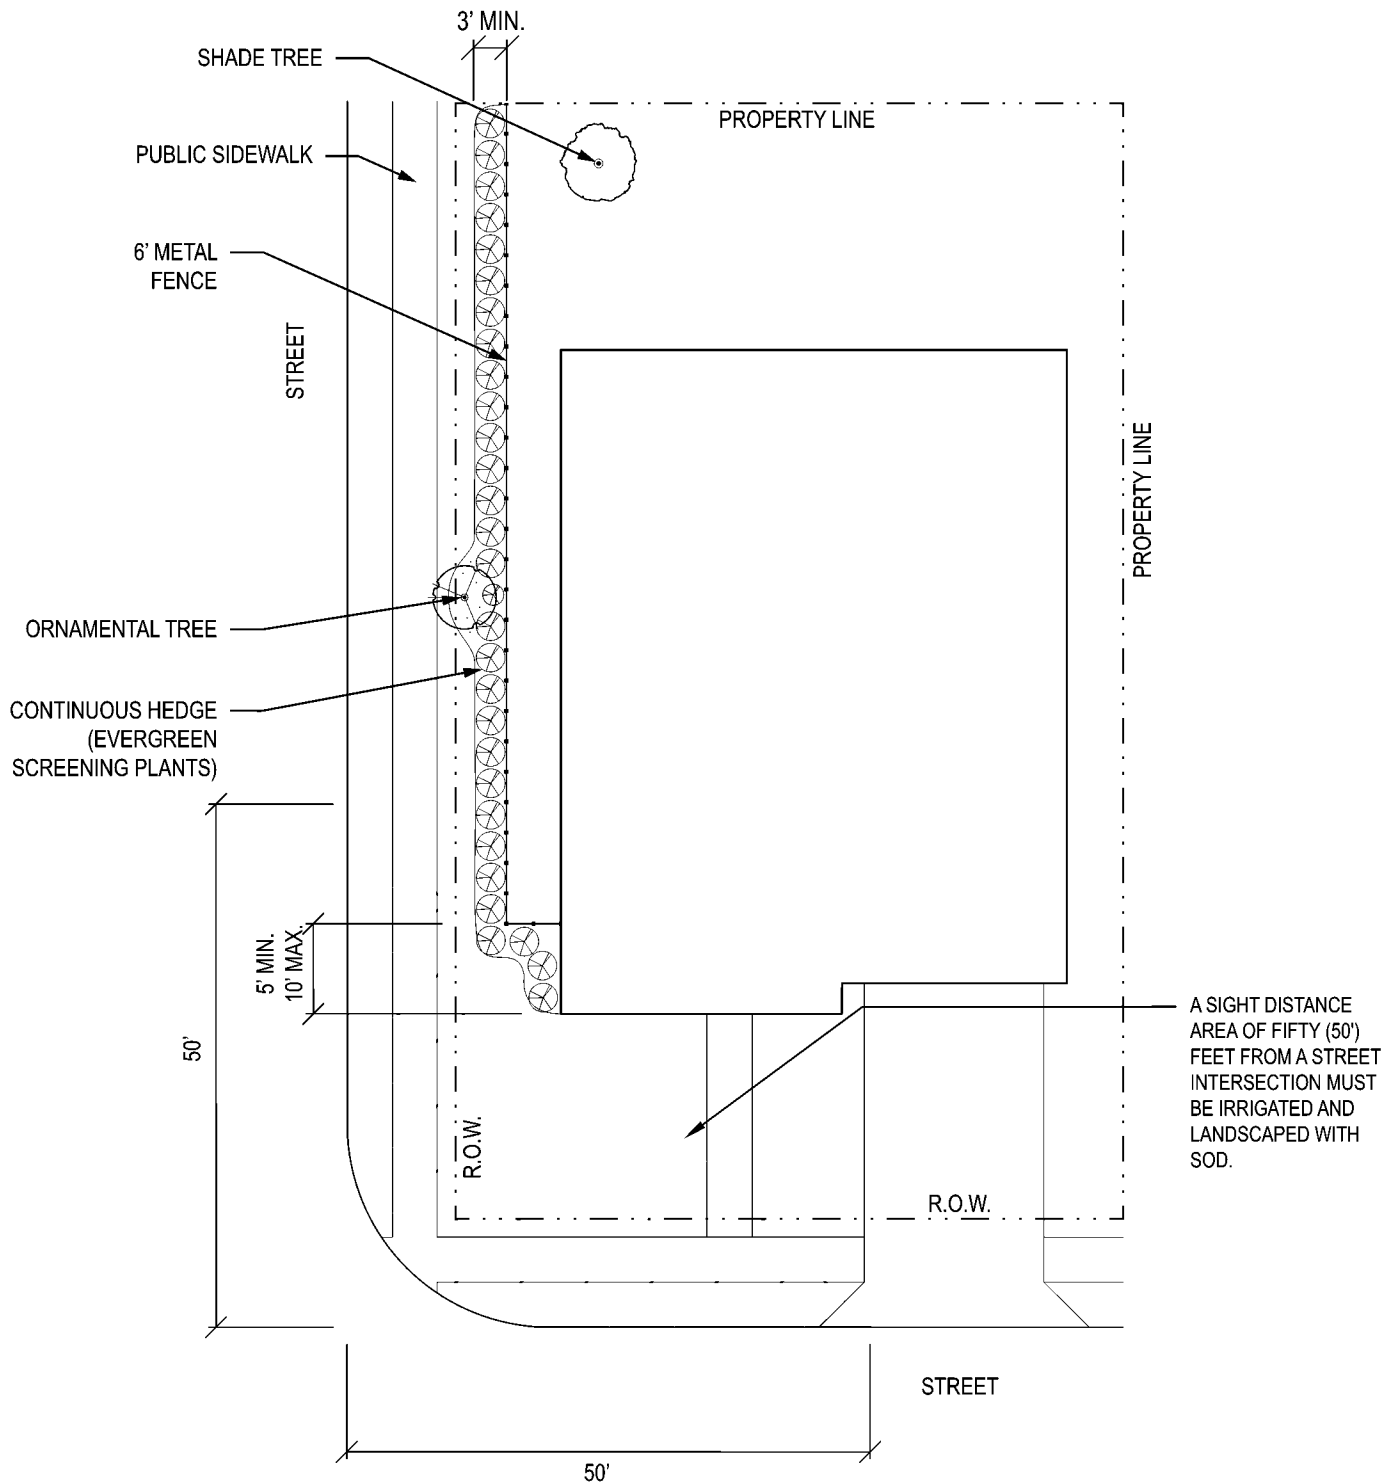 3' MIN.
SHADE TREE
PROPERTY LINE
PUBLIC SIDEWALK
6' METAL
FENCE
STREET
PROPERTY LINE
ORNAMENTAL TREE
CONTINUOUS HEDGE
(EVERGREEN
SCREENING PLANTS)
5' MIN.
10' MAX.
50'
A SIGHT DISTANCE
AREA OF FIFTY (50')
FEET FROM A STREET
INTERSECTION MUST
BE IRRIGATED AND
LANDSCAPED WITH
SOD.
R.O.W.
R.O.W.
STREET
50'